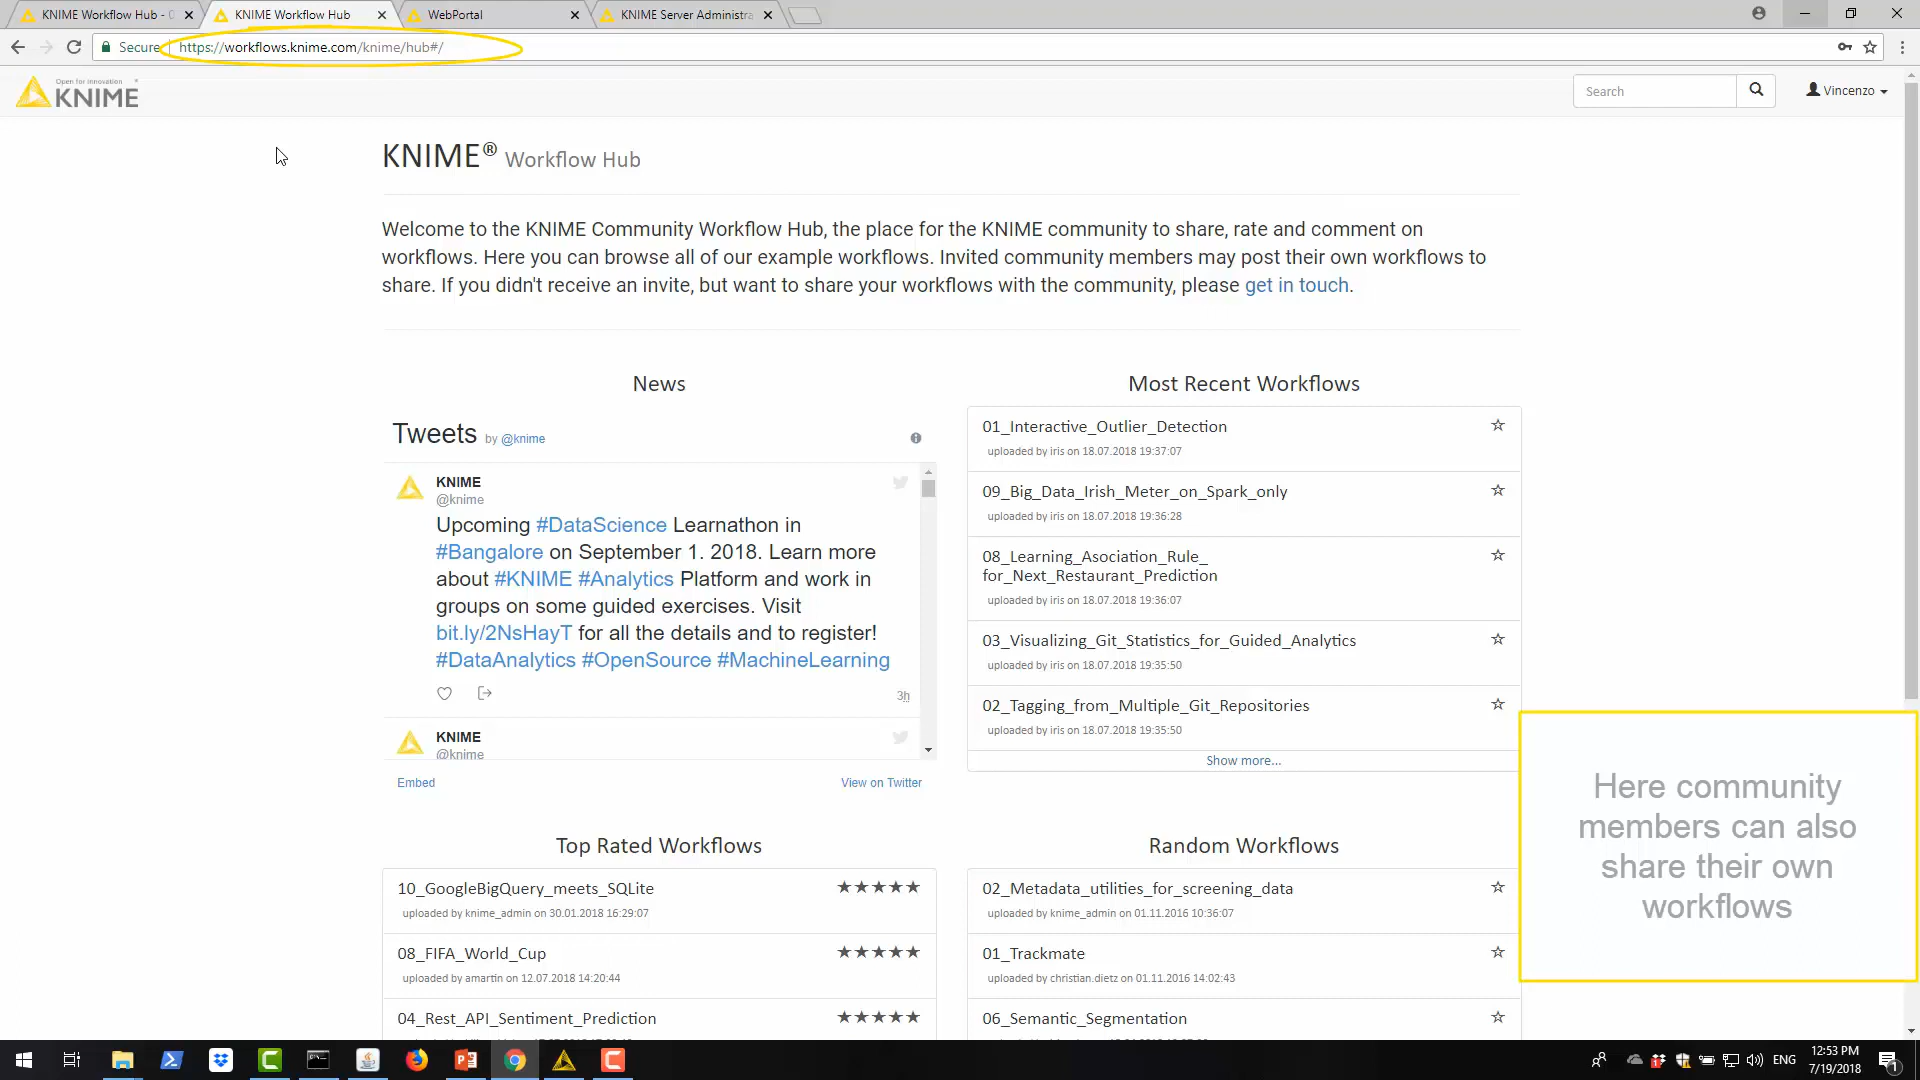 KNIME Workflow Hub -
KNIME Workflow Hub
WebPortal
KNIME Server Administra
Secure
https://workflows.knime.com/knime/hub#/
Open for Innovation
KNIME
Search
Vincenzo
KNIME® Workflow Hub
Welcome to the KNIME Community Workflow Hub, the place for the KNIME community to share, rate and comment on
workflows. Here you can browse all of our example workflows. Invited community members may post their own workflows to
share. If you didn't receive an invite, but want to share your workflows with the community, please get in touch.
News
Tweets by @knime
KNIME
@knime
Upcoming #DataScience Learnathon in
#Bangalore on September 1. 2018. Learn more
about #KNIME #Analytics Platform and work in
groups on some guided exercises. Visit
bit.ly/2NsHayT for all the details and to register!
#DataAnalytics #OpenSource #MachineLearning
3h
KNIME
@knime
Embed
View on Twitter
Most Recent Workflows
01_Interactive_Outlier_Detection
uploaded by iris on 18.07.2018 19:37:07
09_Big_Data_Irish_Meter_on_Spark_only
uploaded by iris on 18.07.2018 19:36:28
08_Learning_Asociation_Rule_
for_Next_Restaurant_Prediction
uploaded by iris on 18.07.2018 19:36:07
03_Visualizing_Git_Statistics_for_Guided_Analytics
uploaded by iris on 18.07.2018 19:35:50
02_Tagging_from_Multiple_Git_Repositories
uploaded by iris on 18.07.2018 19:35:50
Show more...
Top Rated Workflows
10_GoogleBigQuery_meets_SQLite
uploaded by knime_admin on 30.01.2018 16:29:07
08_FIFA_World_Cup
uploaded by amartin on 12.07.2018 14:20:44
04_Rest_API_Sentiment_Prediction
Random Workflows
02_Metadata_utilities_for_screening_data
uploaded by knime_admin on 01.11.2016 10:36:07
01_Trackmate
uploaded by christian.dietz on 01.11.2016 14:02:43
06_Semantic_Segmentation
Here community
members can also
share their own
workflows
ENG
12:53 PM
7/19/2018
1